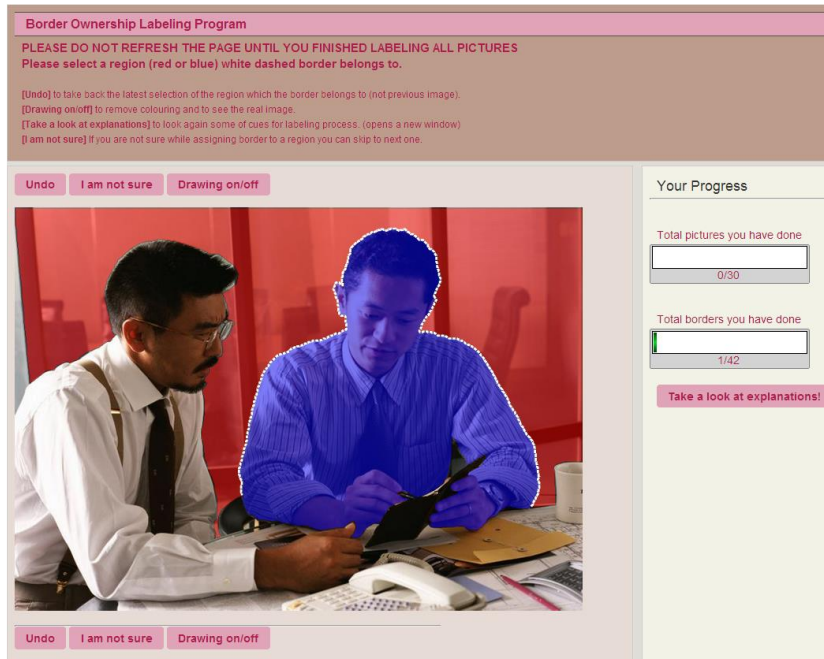 Border Ownership Labeling Program
PLEASE DO NOT REFRESH THE PAGE UNTIL YOU FINISHED LABELING ALL PICTURES
Please select a region (red or blue) white dashed border belongs to.
[Undo] to take back the latest selection of the region which the border belongs to (not previous image).
[Drawing on/off] to remove colouring and to see the real image.
[Take a look at explanations] to look again some of cues for labeling process. (opens a new window)
[I am not sure] If you are not sure while assigning border to a region you can skip to next one.
Undo I am not sure Drawing on/off
Your Progress
Total pictures you have done
0/30
Total borders you have done
1/42
Take a look at explanations!
Undo I am not sure Drawing on/off